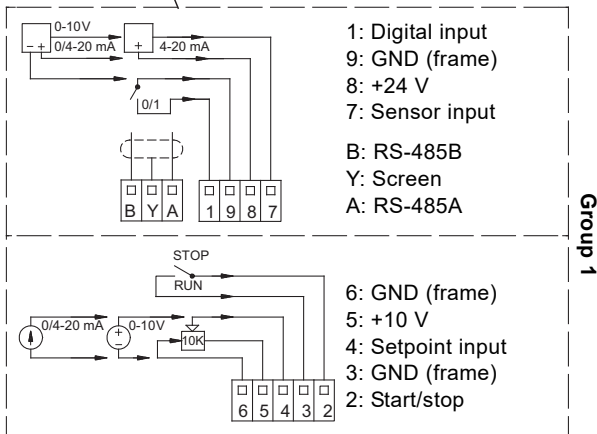 0-10V
0/4-20 mA
4-20 mA
- +
+
0/1
B Y A
1 9 8 7
1: Digital input
9: GND (frame)
8: +24 V
7: Sensor input
B: RS-485B
Y: Screen
A: RS-485A
Group 1
STOP
RUN
0/4-20 mA
+
-
0-10V
10K
6 5 4 3 2
6: GND (frame)
5: +10 V
4: Setpoint input
3: GND (frame)
2: Start/stop